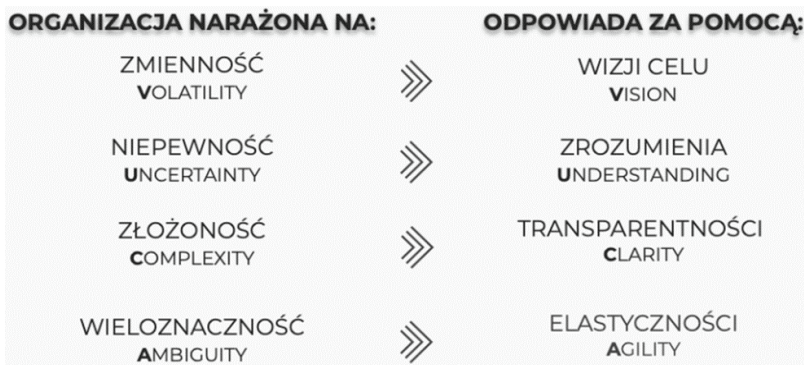 ORGANIZACJA NARAŻONA NA: ODPOWIADA ZA POMOCĄ:
ZMIENNOŚĆ WIZJI CELU
VOLATILITY VISION
NIEPEWNOŚĆ ZROZUMIENIA
UNCERTAINTY UNDERSTANDING
ZŁOŻONOŚĆ TRANSPARENTNOŚCI
COMPLEXITY CLARITY
WIELOZNACZNOŚĆ ELASTYCZNOŚCI
AMBIGUITY AGILITY